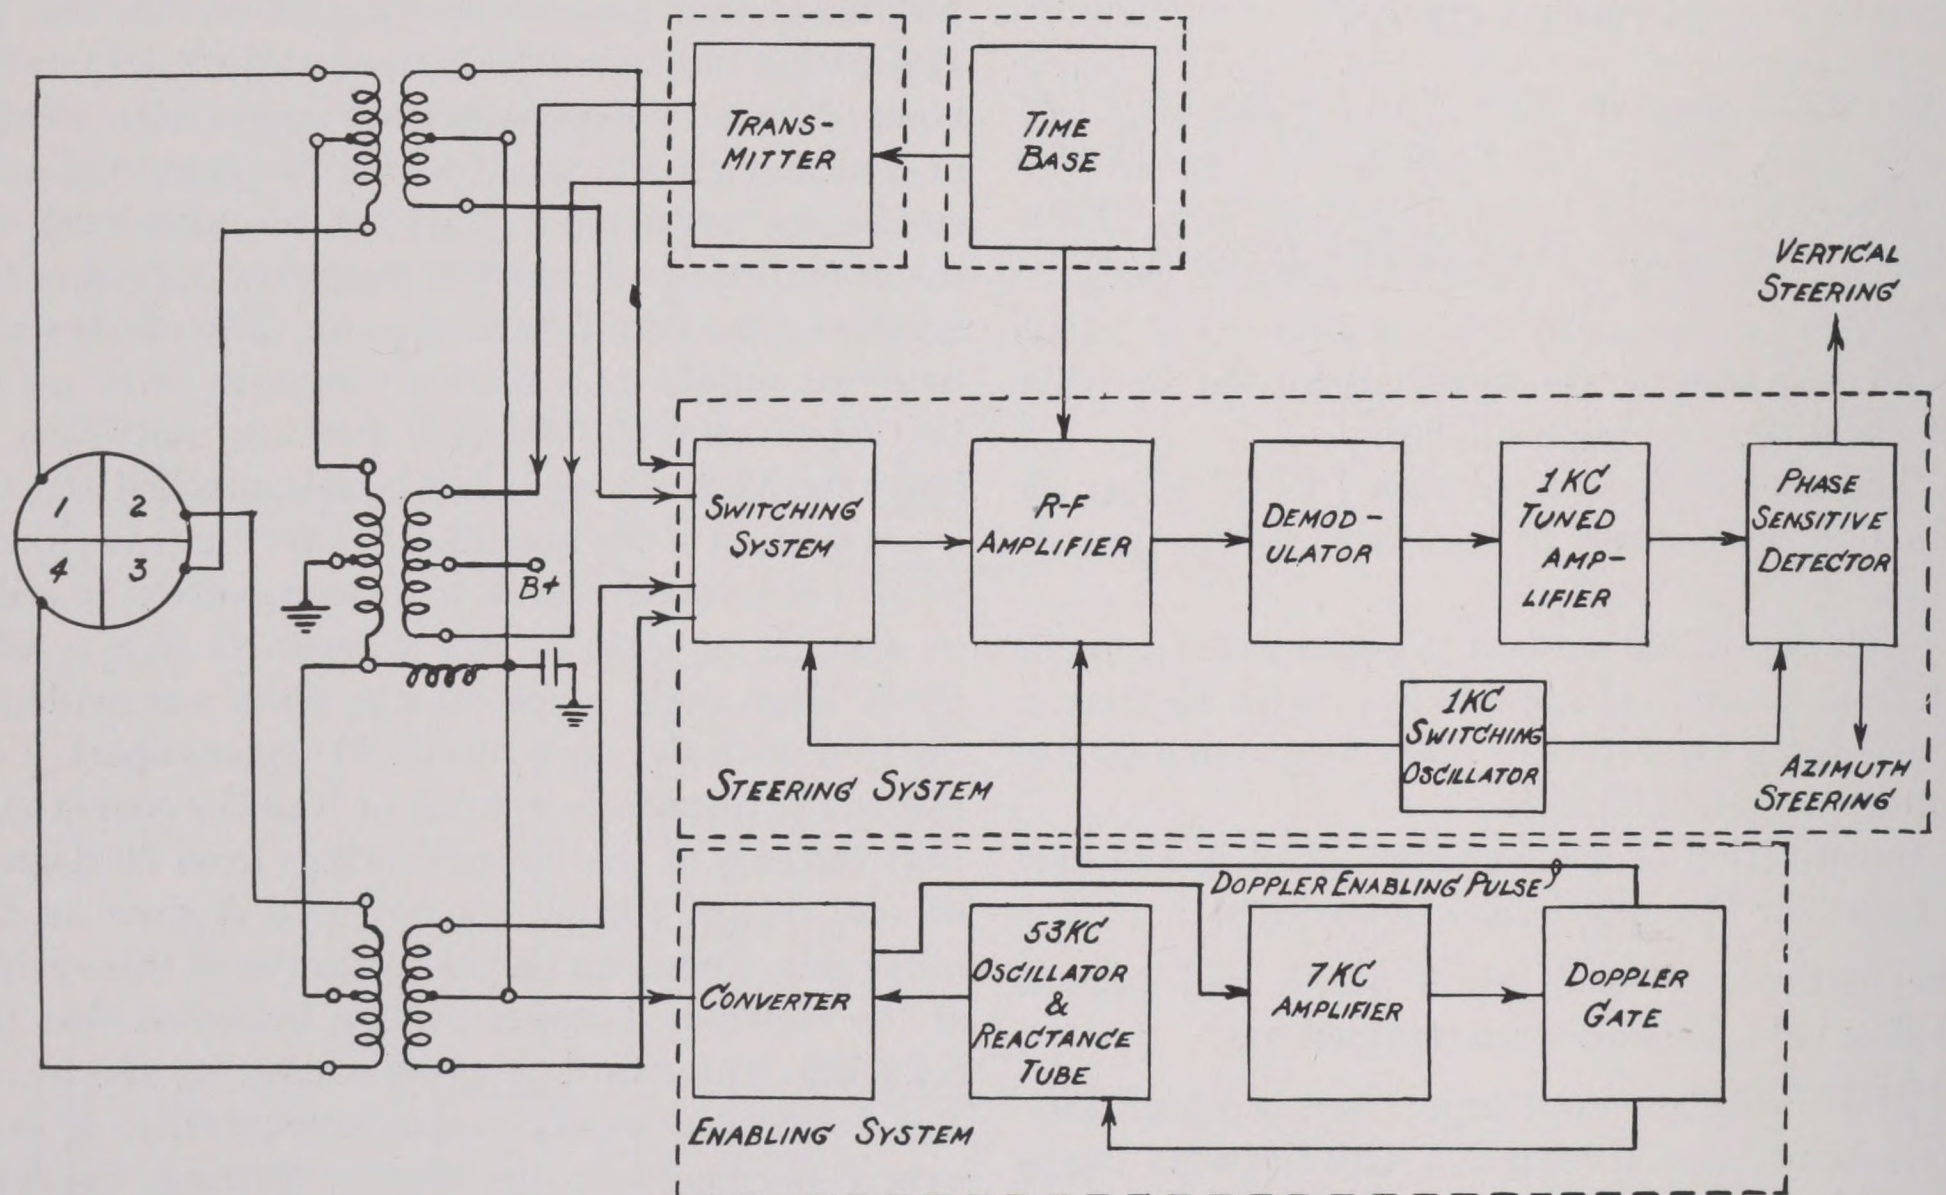 TRANS-
MITTER
TIME
BASE
VERTICAL
STEERING
1
2
4
3
B+
SWITCHING
SYSTEM
R-F
AMPLIFIER
DEMOD-
ULATOR
1KC
TUNED
AMP-
LIFIER
PHASE
SENSITIVE
DETECTOR
1KC
SWITCHING
OSCILLATOR
STEERING SYSTEM
AZIMUTH
STEERING
DOPPLER ENABLING PULSE
CONVERTER
53KC
OSCILLATOR
&
REACTANCE
TUBE
7KC
AMPLIFIER
DOPPLER
GATE
ENABLING SYSTEM